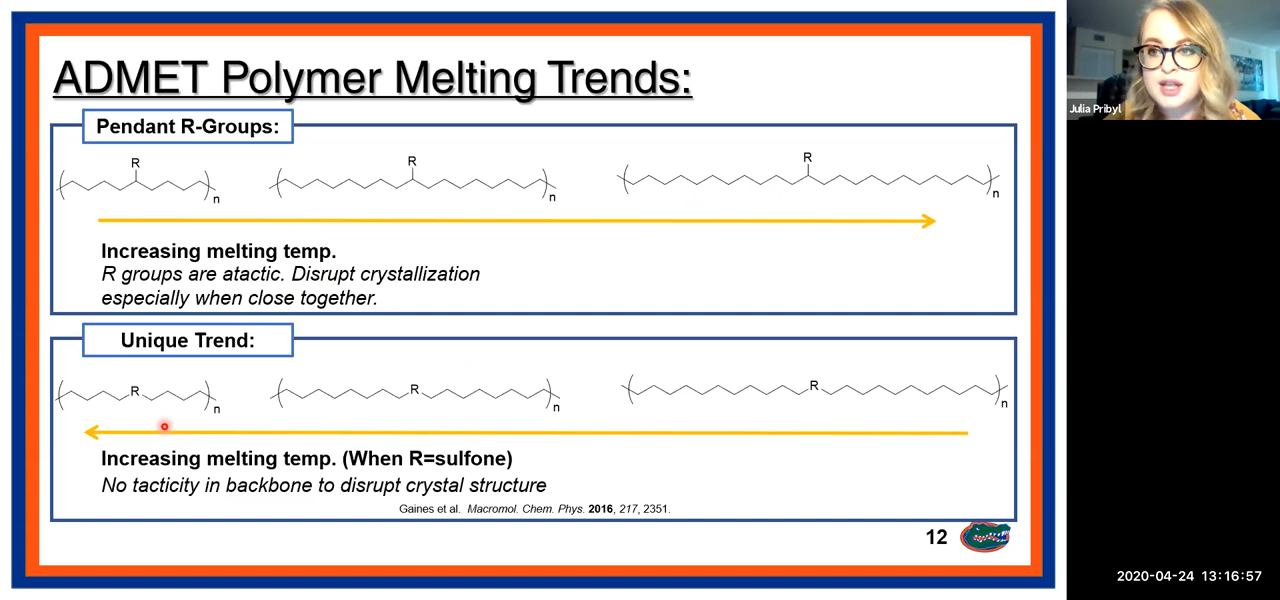 ADMET Polymer Melting Trends:
Julia Pribyl
Pendant R-Groups:
R
R
R
n
n
n
Increasing melting temp.
R groups are atactic. Disrupt crystallization
especially when close together.
Unique Trend:
R
R
R
n
n
n
Increasing melting temp. (When R=sulfone)
No tacticity in backbone to disrupt crystal structure
Gaines et al. Macromol. Chem. Phys. 2016, 217, 2351.
12
2020-04-24 13:16:57